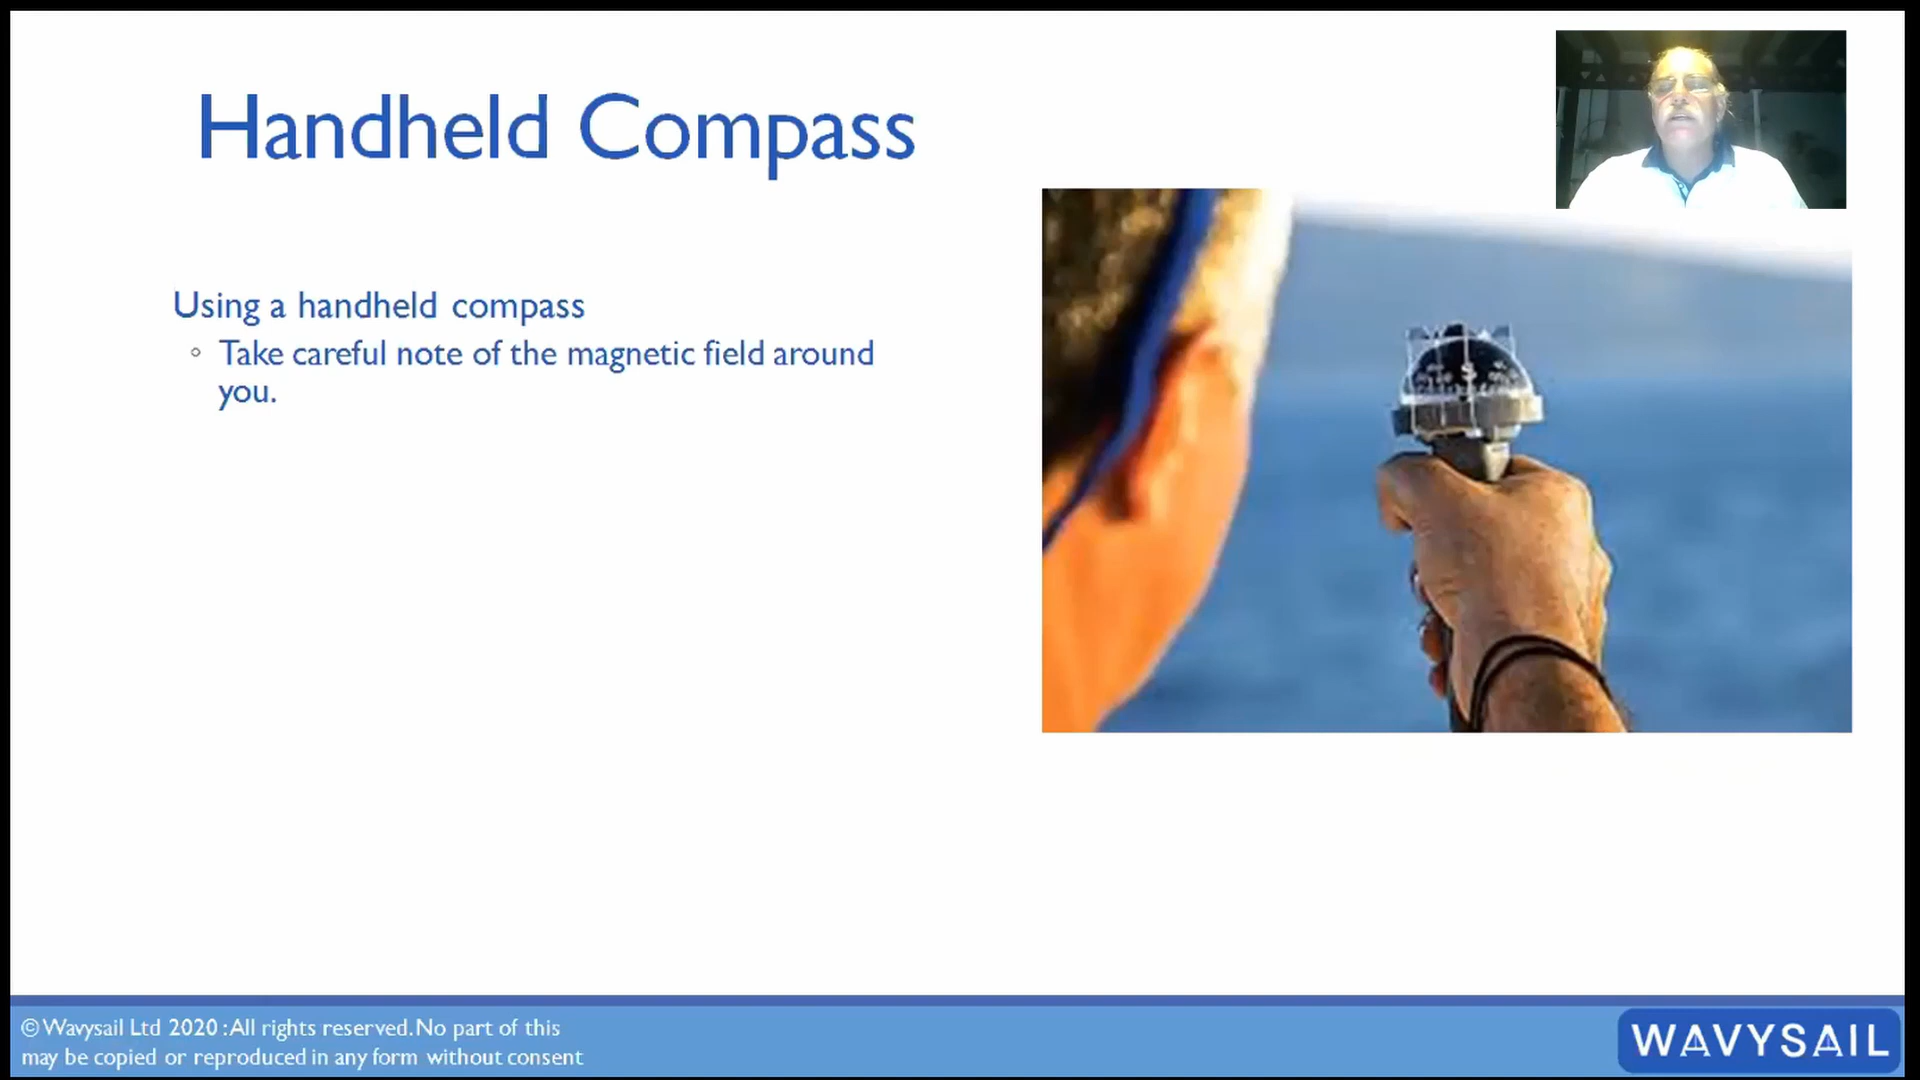 Handheld Compass
Using a handheld compass
Take careful note of the magnetic field around
you.
S
© Wavysail Ltd 2020 : All rights reserved. No part of this
may be copied or reproduced in any form without consent
WAVYSAIL